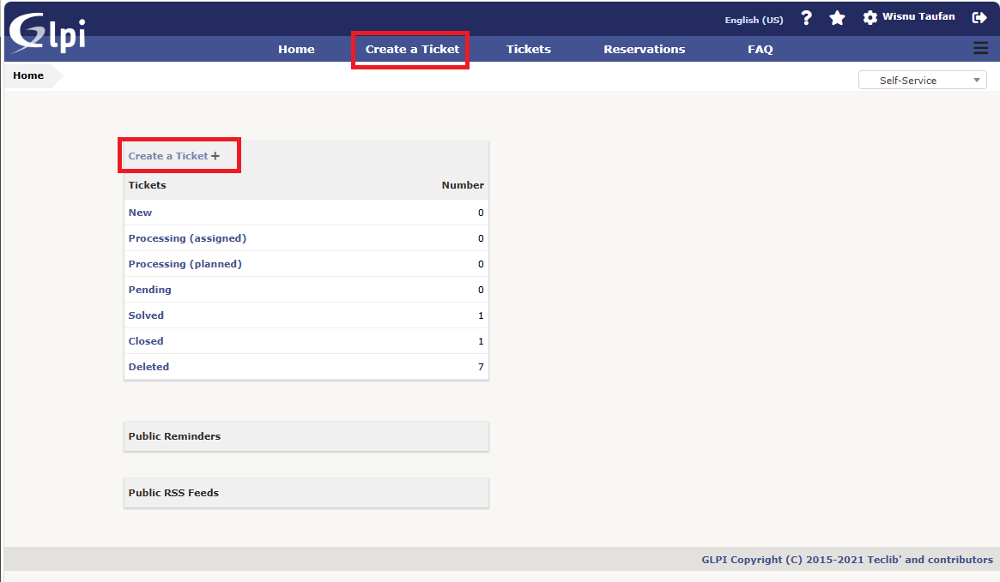 Glpi
English (US) ? Wisnu Taufan
Home Create a Ticket Tickets Reservations FAQ
Home
Self-Service
Create a Ticket +
Tickets Number
New 0
Processing (assigned) 0
Processing (planned) 0
Pending 0
Solved 1
Closed 1
Deleted 7
Public Reminders
Public RSS Feeds
GLPI Copyright (C) 2015-2021 Teclib' and contributors